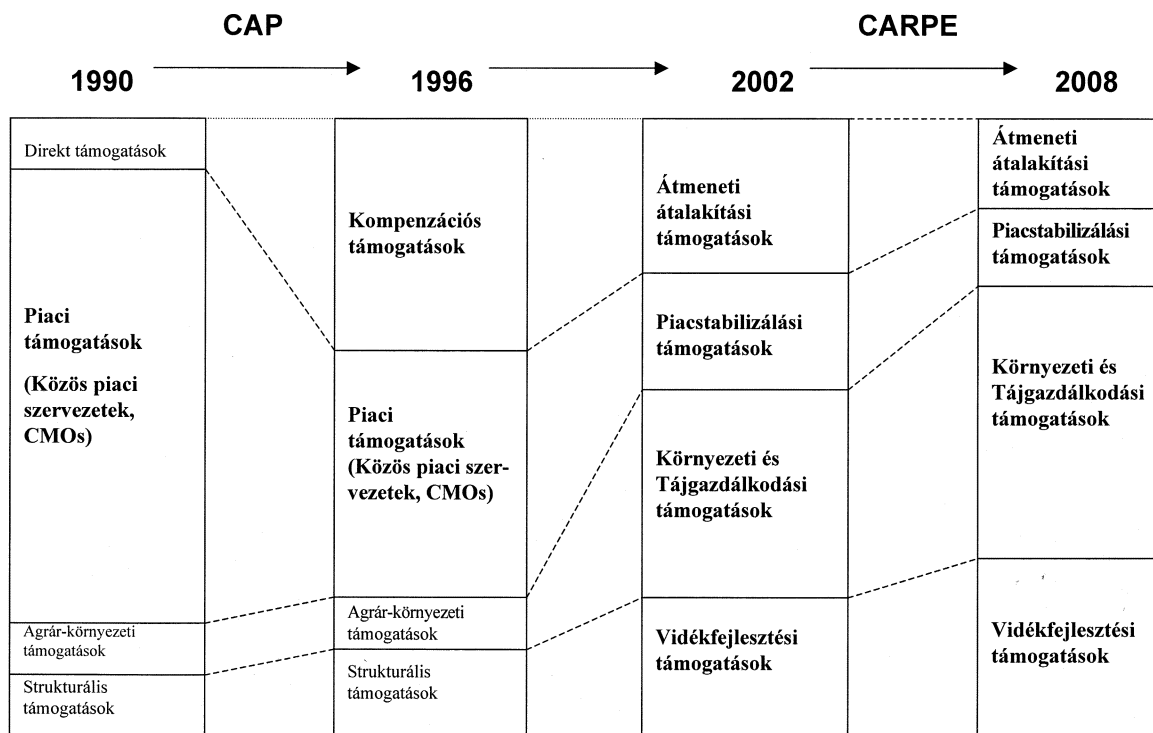 CAP
CARPE
1990
1996
2002
2008
Direkt támogatások
Piaci
támogatások
(Közös piaci
szervezetek,
CMOs)
Agrár-környezeti
támogatások
Strukturális
támogatások
Kompenzációs
támogatások
Piaci
támogatások
(Közös piaci szer-
vezetek, CMOs)
Agrár-környezeti
támogatások
Strukturális
támogatások
Átmeneti
átalakítási
támogatások
Piacstabilizálási
támogatások
Környezeti és
Tájgazdálkodási
támogatások
Vidékfejlesztési
támogatások
Átmeneti
átalakítási
támogatások
Piacstabilizálási
támogatások
Környezeti és
Tájgazdálkodási
támogatások
Vidékfejlesztési
támogatások